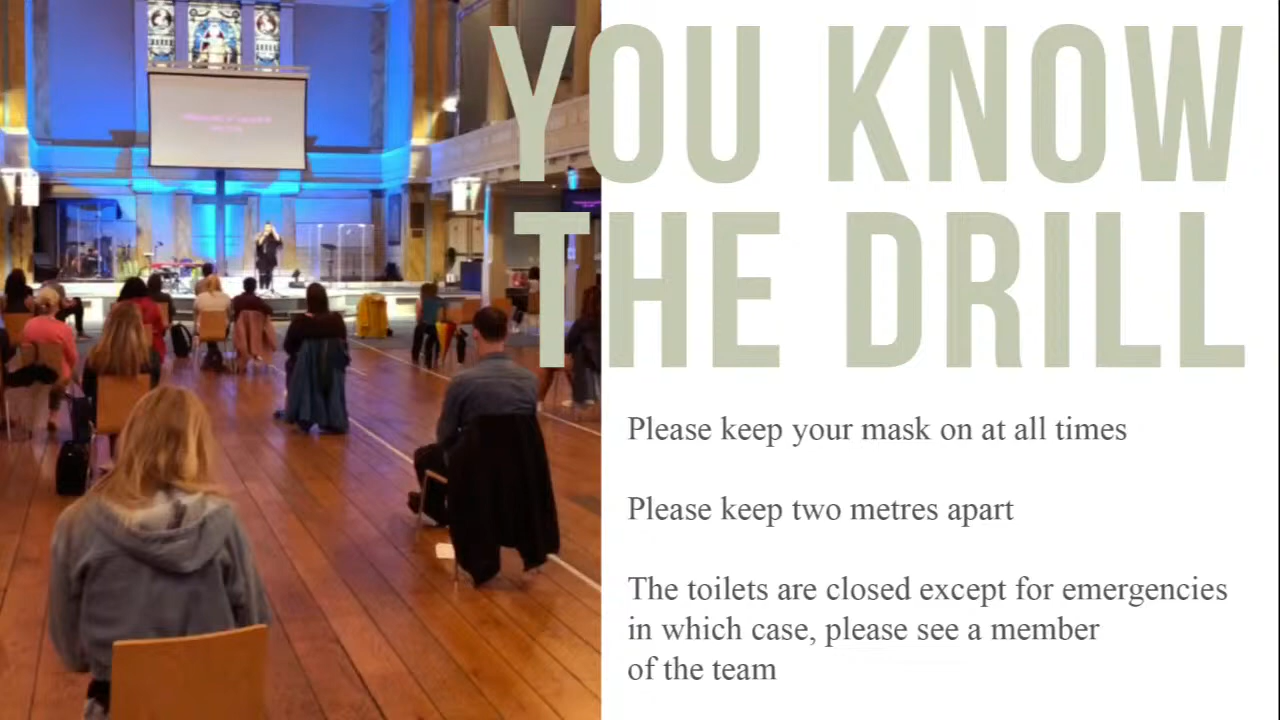 YOU KNOW
THE DRILL
Please keep your mask on at all times
Please keep two metres apart
The toilets are closed except for emergencies
in which case, please see a member
of the team